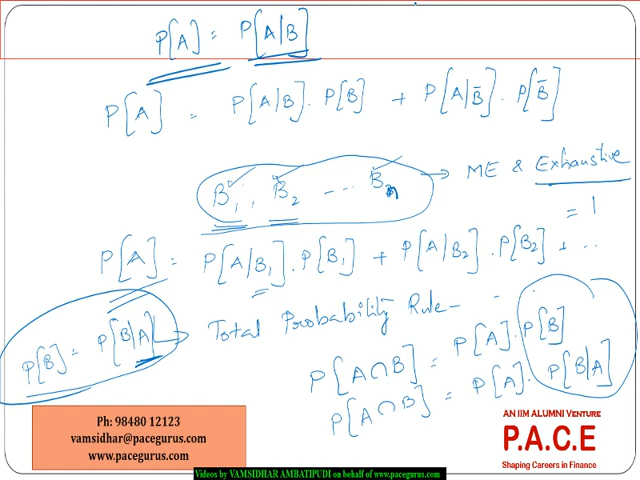 P[A] = P[A|B]
P[A] = P[A|B] . P[B] + P[A|B̄] . P[B̄]
B₁, B₂ ... Bₙ → ME & Exhaustive
= 1
P[A] = P[A/B₁] . P[B₁] + P[A/B₂] . P[B₂] + ...
P[B] = P[B|A] → Total Probability Rule -
P[A∩B] = P[A] . P[B]
P[A∩B] = P[A] . P[B|A]
Ph: 98480 12123
vamsidhar@pacegurus.com
www.pacegurus.com
AN IIM ALUMNI VENTURE
P.A.C.E
Shaping Careers in Finance
Videos by VAMSIDHAR AMBATIPUDI on behalf of www.pacegurus.com